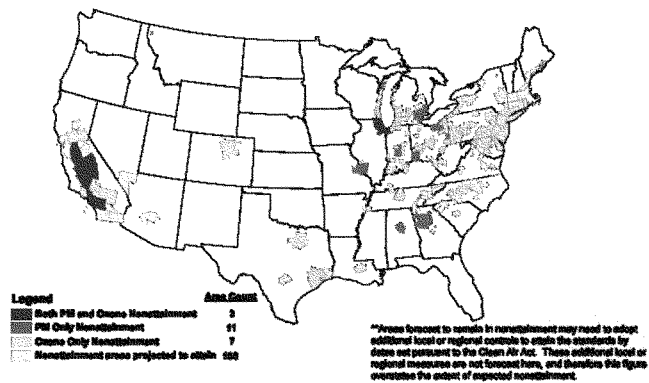 Legend
Area Count
Both PM and Ozone Nonattainment 3
PM Only Nonattainment 11
Ozone Only Nonattainment 7
Nonattainment areas projected to attain
**Areas forecast to remain in nonattainment may need to adopt
additional local or regional controls to attain the standards by
dates set pursuant to the Clean Air Act. These additional local or
regional measures are not forecast here, and therefore this figure
overstates the extent of expected nonattainment.